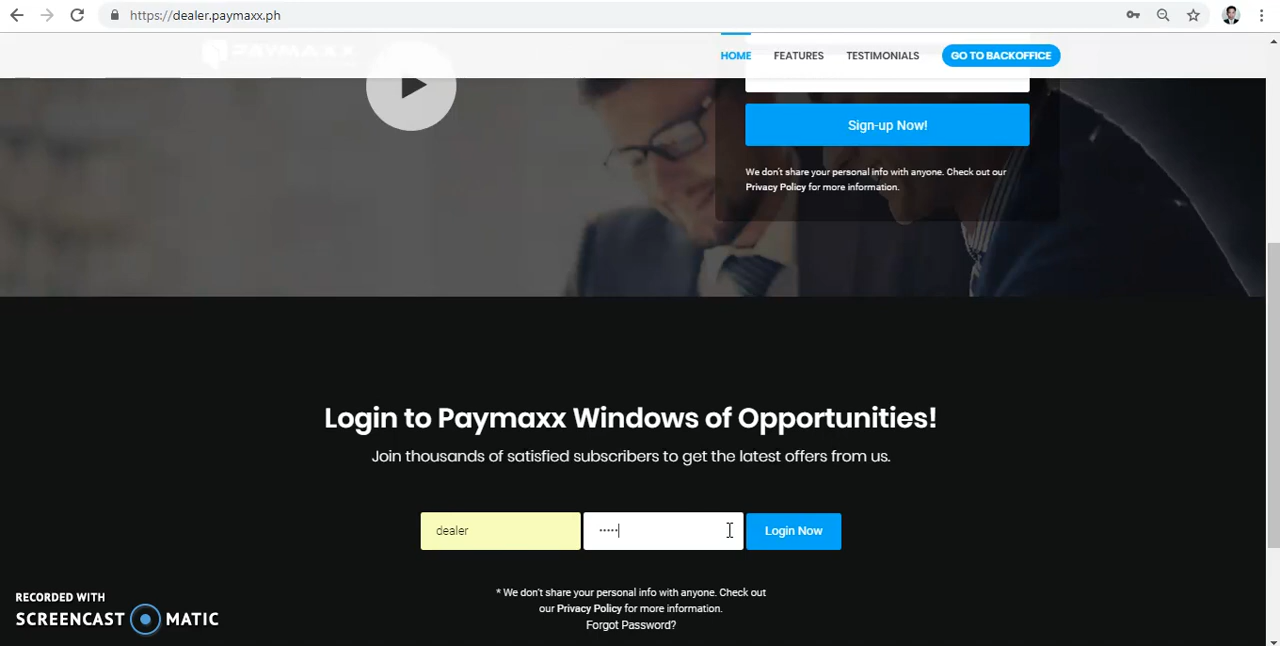 https://dealer.paymaxx.ph
PAYMAXX
HOME
FEATURES
TESTIMONIALS
GO TO BACKOFFICE
Sign-up Now!
We don't share your personal info with anyone. Check out our
Privacy Policy for more information.
Login to Paymaxx Windows of Opportunities!
Join thousands of satisfied subscribers to get the latest offers from us.
dealer
•••••
Login Now
* We don't share your personal info with anyone. Check out
our Privacy Policy for more information.
Forgot Password?
RECORDED WITH
SCREENCAST MATIC